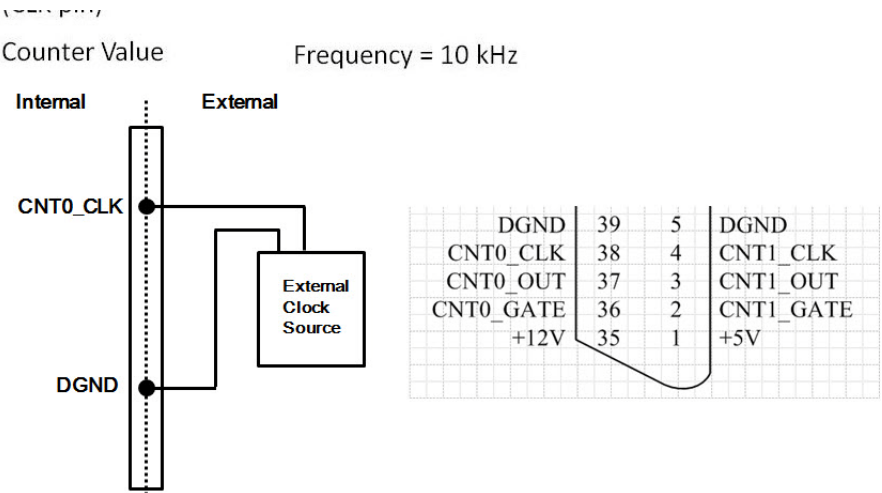 Counter Value
Frequency = 10 kHz
Internal
External
CNT0_CLK
External
Clock
Source
DGND
DGND 39 5 DGND
CNT0_CLK 38 4 CNT1_CLK
CNT0_OUT 37 3 CNT1_OUT
CNT0_GATE 36 2 CNT1_GATE
+12V 35 1 +5V